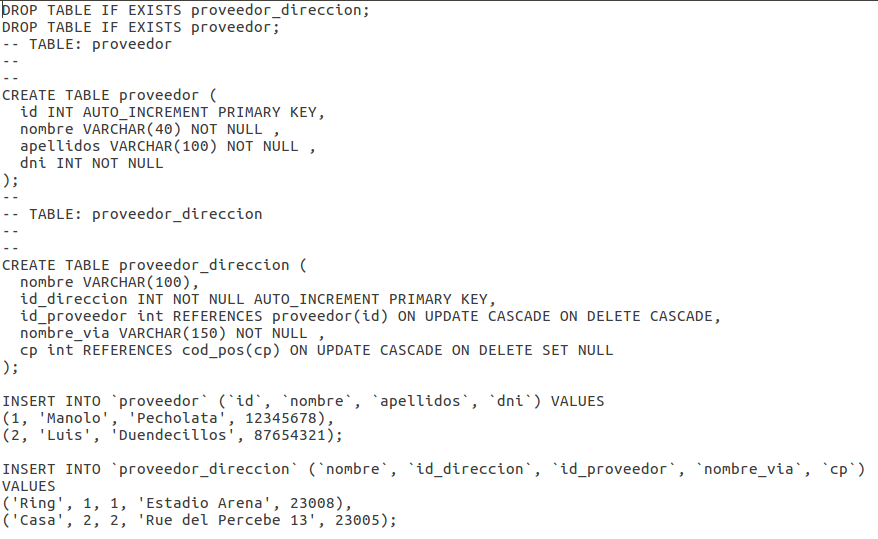 DROP TABLE IF EXISTS proveedor_direccion;
DROP TABLE IF EXISTS proveedor;
-- TABLE: proveedor
--
--
CREATE TABLE proveedor (
  id INT AUTO_INCREMENT PRIMARY KEY,
  nombre VARCHAR(40) NOT NULL ,
  apellidos VARCHAR(100) NOT NULL ,
  dni INT NOT NULL
);
--
-- TABLE: proveedor_direccion
--
--
CREATE TABLE proveedor_direccion (
  nombre VARCHAR(100),
  id_direccion INT NOT NULL AUTO_INCREMENT PRIMARY KEY,
  id_proveedor int REFERENCES proveedor(id) ON UPDATE CASCADE ON DELETE CASCADE,
  nombre_via VARCHAR(150) NOT NULL ,
  cp int REFERENCES cod_pos(cp) ON UPDATE CASCADE ON DELETE SET NULL
);

INSERT INTO `proveedor` (`id`, `nombre`, `apellidos`, `dni`) VALUES
(1, 'Manolo', 'Pecholata', 12345678),
(2, 'Luis', 'Duendecillos', 87654321);

INSERT INTO `proveedor_direccion` (`nombre`, `id_direccion`, `id_proveedor`, `nombre_via`, `cp`)
VALUES
('Ring', 1, 1, 'Estadio Arena', 23008),
('Casa', 2, 2, 'Rue del Percebe 13', 23005);